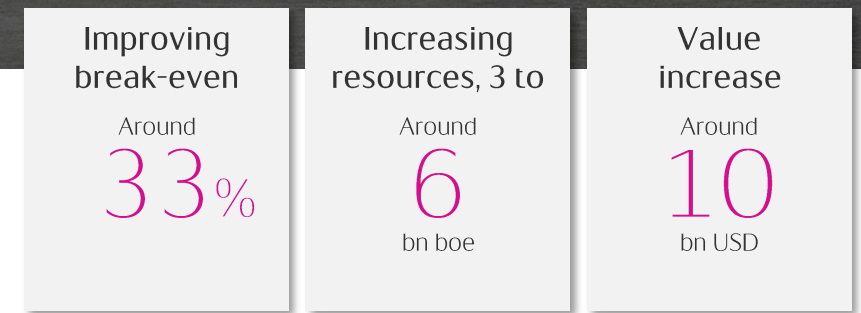 Improving
break-even
Around
33%
Increasing
resources, 3 to
Around
6
bn boe
Value
increase
Around
10
bn USD